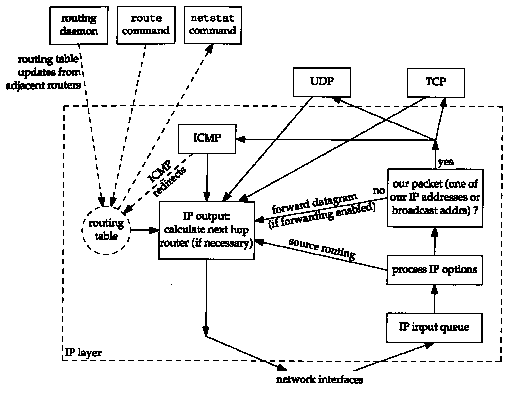 routing
daemon
route
command
netstat
command
routing table
updates from
adjacent routers
UDP
TCP
ICMP
ICMP
redirects
yes
our packet (one of
our IP addresses or
broadcast addrs) ?
no
forward datagram
(if forwarding enabled)
routing
table
IP output:
calculate next hop
router (if necessary)
source routing
process IP options
IP input queue
IP layer
network interfaces